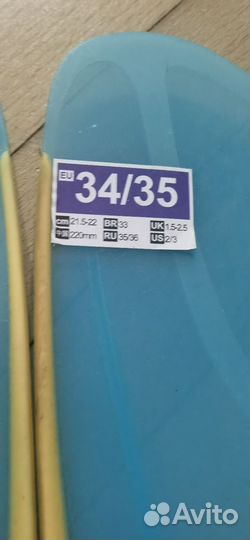 EU 34/35
cm 21.5-22 BR 33 UK 1.5-2.5
中国 220mm RU 35/36 US 2/3
Avito